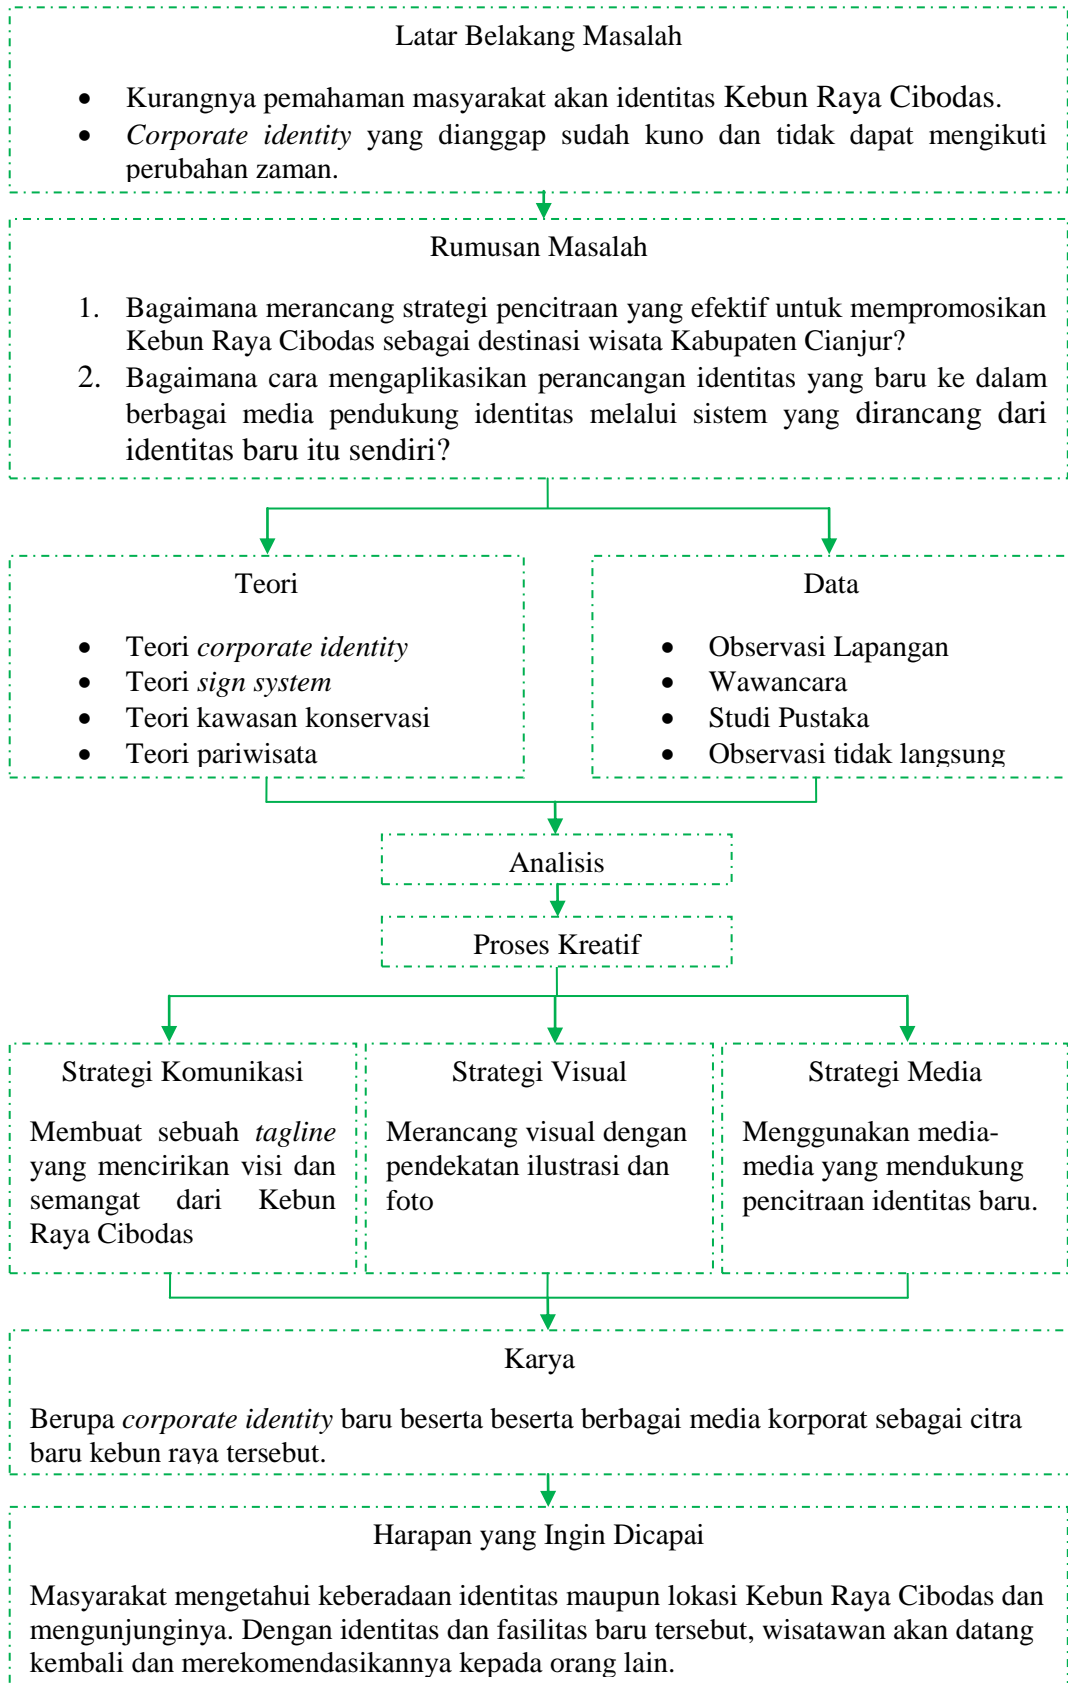 Latar Belakang Masalah
• Kurangnya pemahaman masyarakat akan identitas Kebun Raya Cibodas.
• Corporate identity yang dianggap sudah kuno dan tidak dapat mengikuti
perubahan zaman.
Rumusan Masalah
1. Bagaimana merancang strategi pencitraan yang efektif untuk mempromosikan
Kebun Raya Cibodas sebagai destinasi wisata Kabupaten Cianjur?
2. Bagaimana cara mengaplikasikan perancangan identitas yang baru ke dalam
berbagai media pendukung identitas melalui sistem yang dirancang dari
identitas baru itu sendiri?
Teori
• Teori corporate identity
• Teori sign system
• Teori kawasan konservasi
• Teori pariwisata
Data
• Observasi Lapangan
• Wawancara
• Studi Pustaka
• Observasi tidak langsung
Analisis
Proses Kreatif
Strategi Komunikasi
Membuat sebuah tagline
yang mencirikan visi dan
semangat dari Kebun
Raya Cibodas
Strategi Visual
Merancang visual dengan
pendekatan ilustrasi dan
foto
Strategi Media
Menggunakan media-
media yang mendukung
pencitraan identitas baru.
Karya
Berupa corporate identity baru beserta beserta berbagai media korporat sebagai citra
baru kebun raya tersebut.
Harapan yang Ingin Dicapai
Masyarakat mengetahui keberadaan identitas maupun lokasi Kebun Raya Cibodas dan
mengunjunginya. Dengan identitas dan fasilitas baru tersebut, wisatawan akan datang
kembali dan merekomendasikannya kepada orang lain.